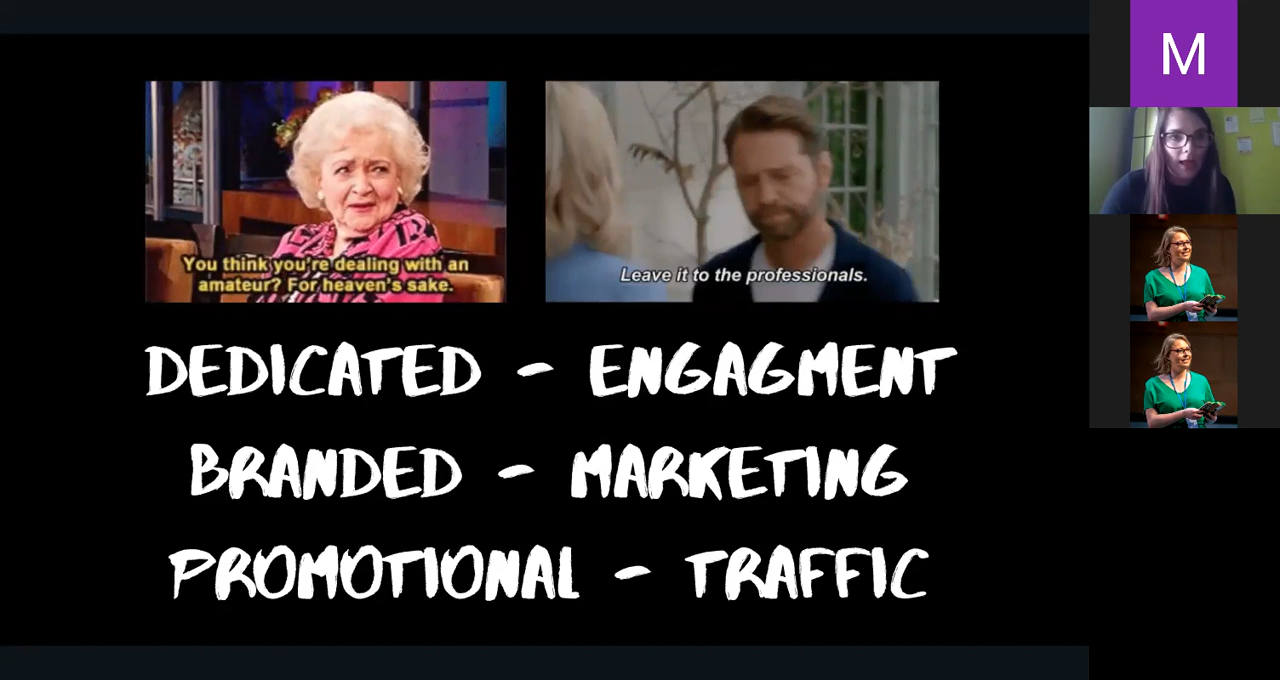 You think you're dealing with an
amateur? For heaven's sake.
Leave it to the professionals.
DEDICATED - ENGAGMENT
BRANDED - MARKETING
PROMOTIONAL - TRAFFIC
M